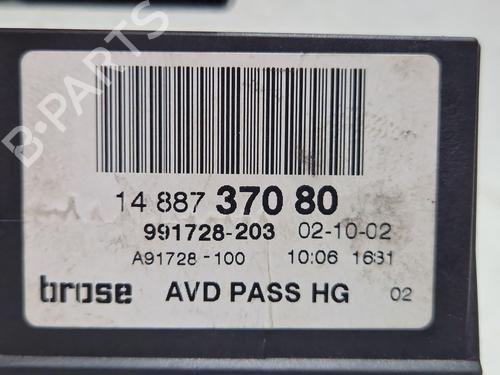 B-PARTS
14 887 370 80
991728-203 02-10-02
A91728-100 10:06 1631
brose AVD PASS HG 02